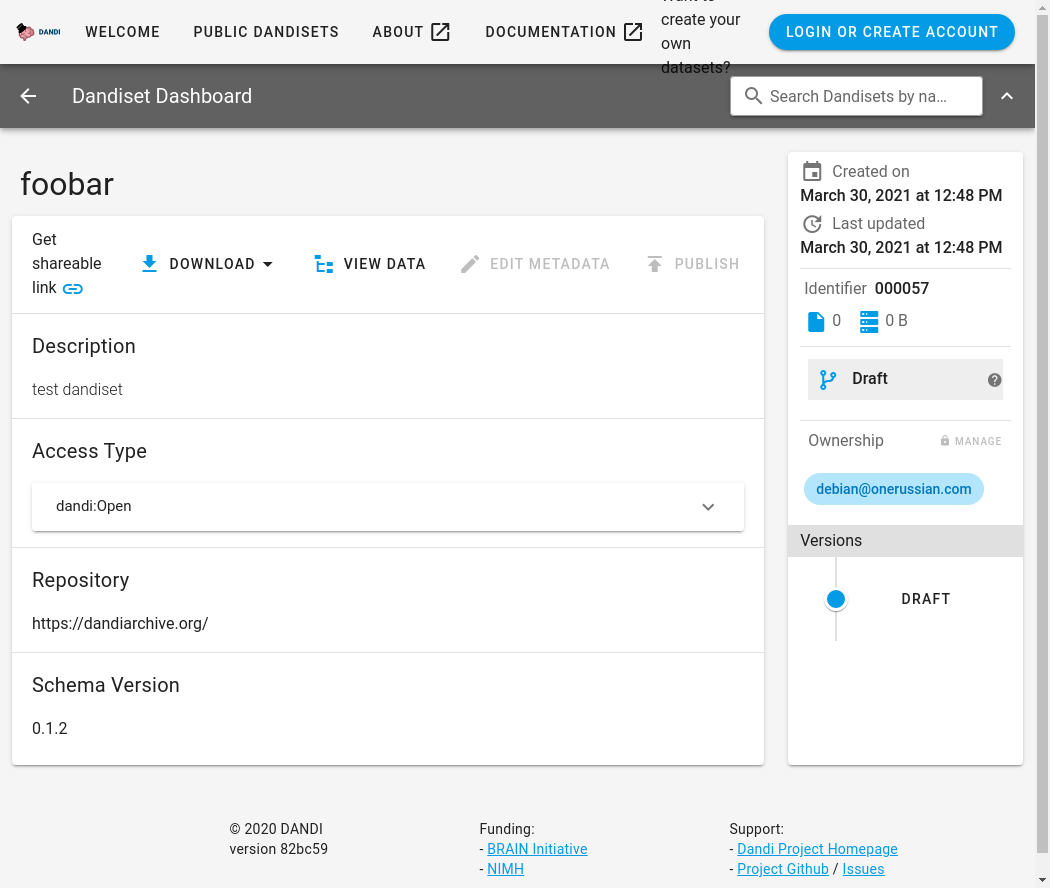 DANDI
WELCOME
PUBLIC DANDISETS
ABOUT
DOCUMENTATION
create your
own
datasets?
LOGIN OR CREATE ACCOUNT
Dandiset Dashboard
Search Dandisets by na...
foobar
Get
shareable
link
DOWNLOAD
VIEW DATA
EDIT METADATA
PUBLISH
Description
test dandiset
Access Type
dandi:Open
Repository
https://dandiarchive.org/
Schema Version
0.1.2
Created on
March 30, 2021 at 12:48 PM
Last updated
March 30, 2021 at 12:48 PM
Identifier 000057
0 0 B
Draft
Ownership
MANAGE
debian@onerussian.com
Versions
DRAFT
© 2020 DANDI
version 82bc59
Funding:
- BRAIN Initiative
- NIMH
Support:
- Dandi Project Homepage
- Project Github / Issues